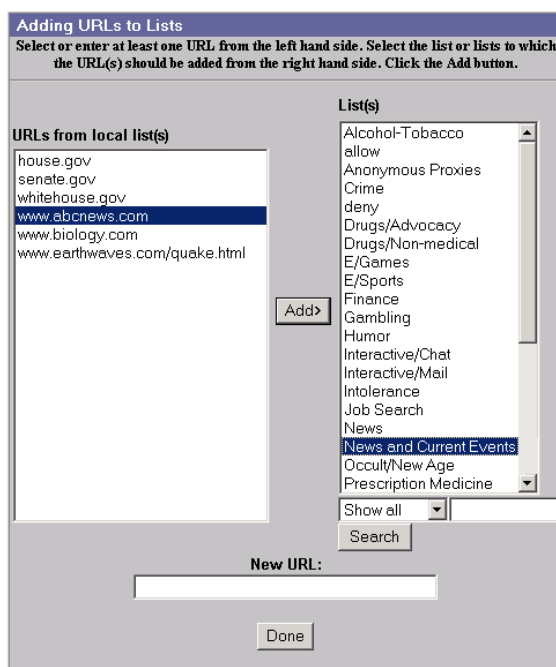 Adding URLs to Lists
Select or enter at least one URL from the left hand side. Select the list or lists to which
the URL(s) should be added from the right hand side. Click the Add button.
List(s)
URLs from local list(s)
house.gov
senate.gov
whitehouse.gov
www.abcnews.com
www.biology.com
www.earthwaves.com/quake.html
Add>
Alcohol-Tobacco
allow
Anonymous Proxies
Crime
deny
Drugs/Advocacy
Drugs/Non-medical
E/Games
E/Sports
Finance
Gambling
Humor
Interactive/Chat
Interactive/Mail
Intolerance
Job Search
News
News and Current Events
Occult/New Age
Prescription Medicine
Show all
Search
New URL:
Done